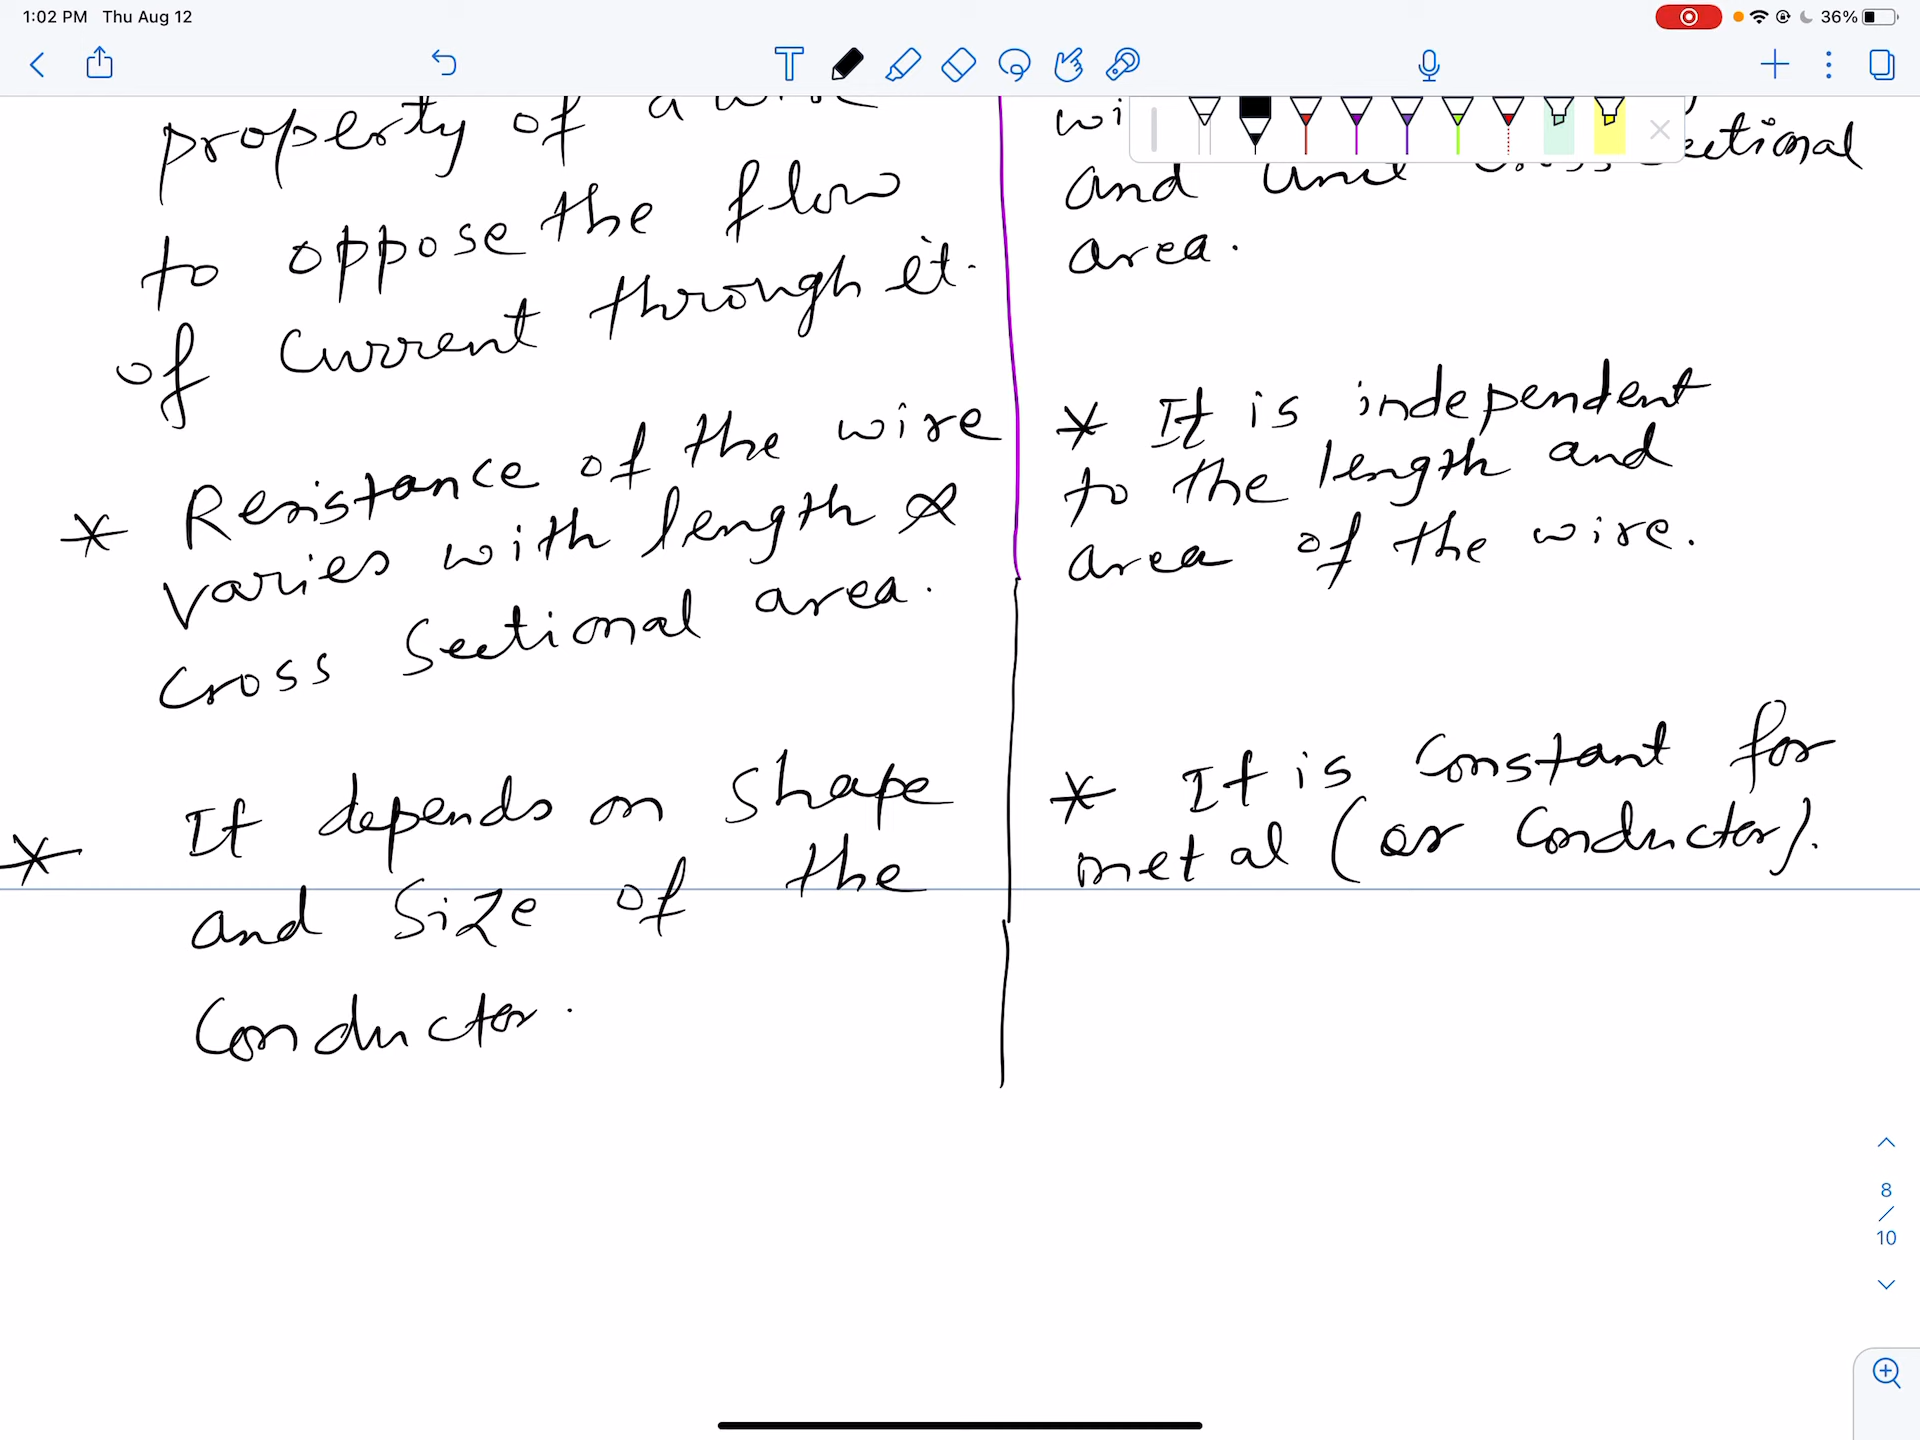 1:02 PM Thu Aug 12
36%
property of a wire
to oppose the flow
of current through it.
* Resistance of the wire
varies with length &
cross sectional area.
* It depends on shape
and size of the
conductor.
sectional
and unit
area.
* It is independent
to the length and
area of the wire.
* It is constant for
metal (or conductor).
8
/
10